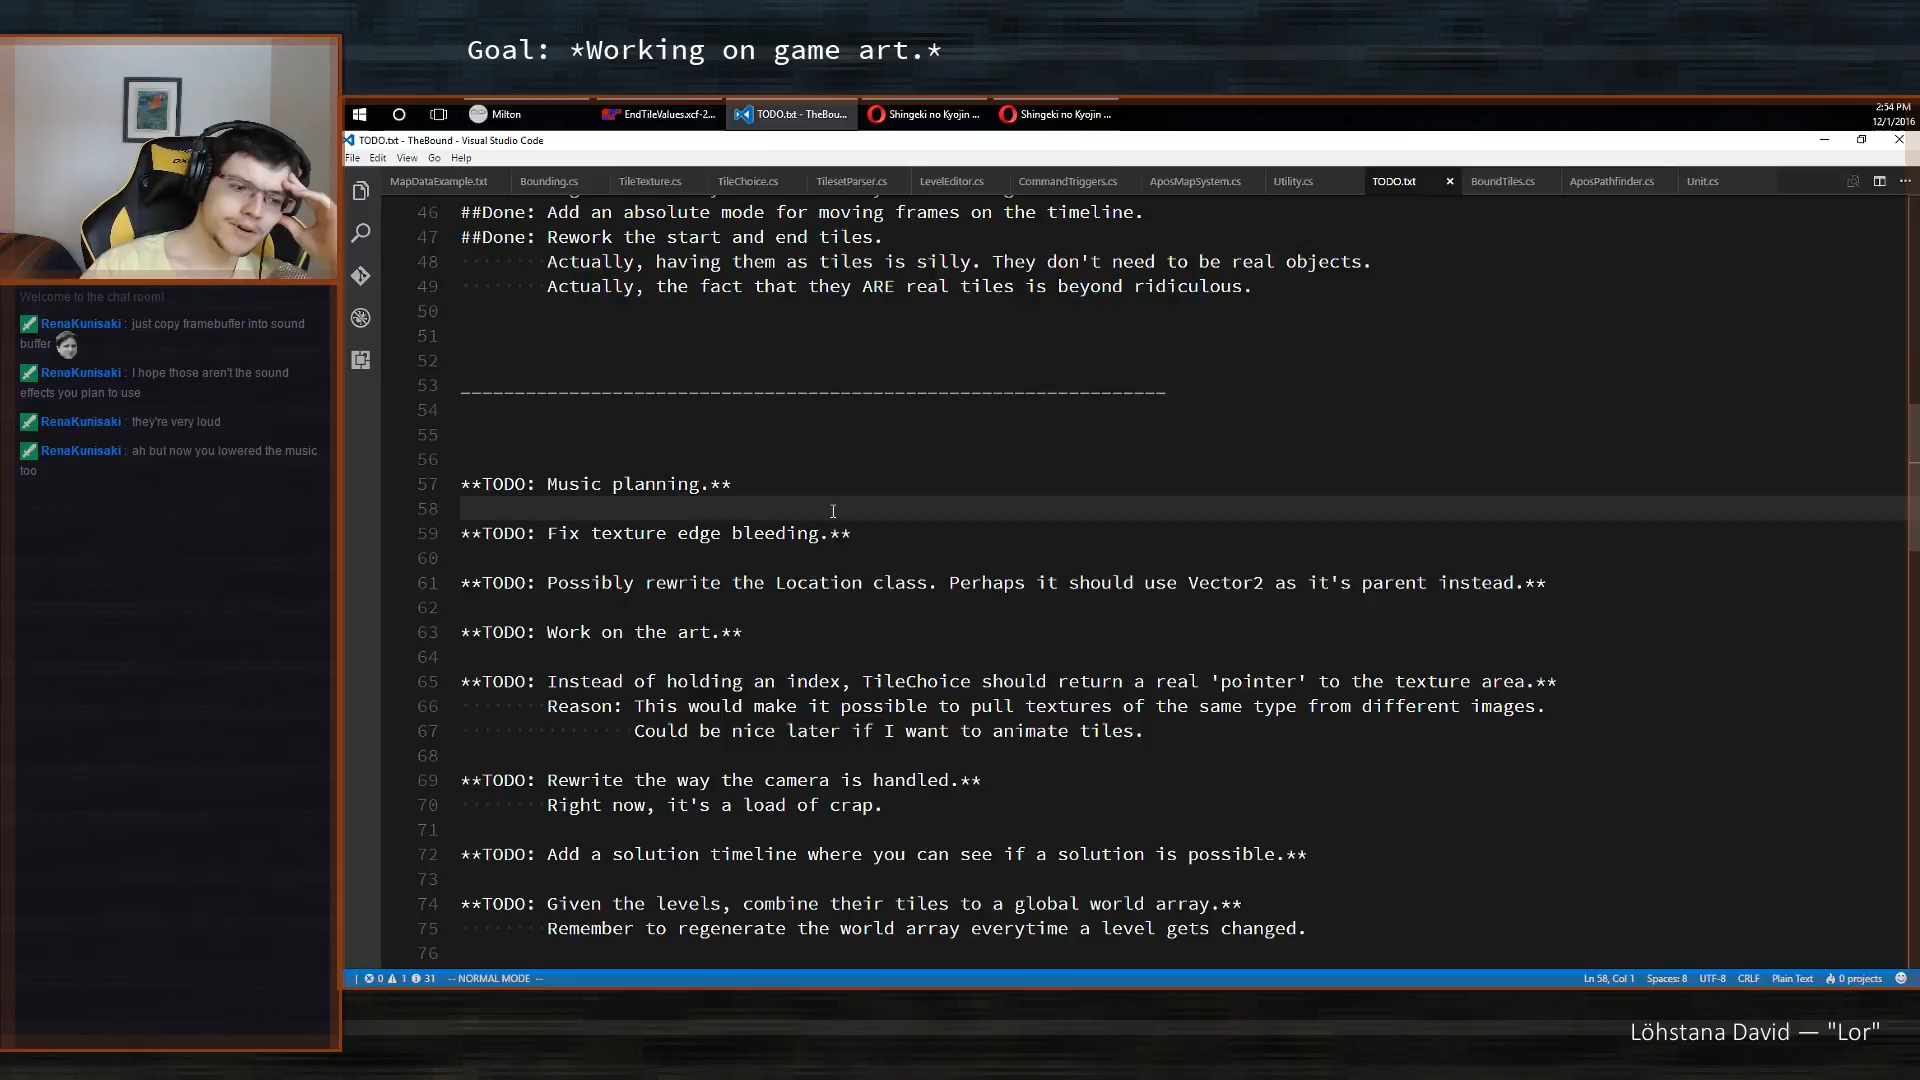 Goal: *Working on game art.*
Milton
EndTileValues.xcf-2...
TODO.txt - TheBou...
Shingeki no Kyojin ...
Shingeki no Kyojin ...
2:54 PM
12/1/2016
TODO.txt - TheBound - Visual Studio Code
File Edit View Go Help
MapDataExample.txt
Bounding.cs
TileTexture.cs
TileChoice.cs
TilesetParser.cs
LevelEditor.cs
CommandTriggers.cs
AposMapSystem.cs
Utility.cs
TODO.txt
BoundTiles.cs
AposPathfinder.cs
Unit.cs
46 ##Done: Add an absolute mode for moving frames on the timeline.
47 ##Done: Rework the start and end tiles.
48 Actually, having them as tiles is silly. They don't need to be real objects.
49 Actually, the fact that they ARE real tiles is beyond ridiculous.
50
51
52
53 _________________________________________________________________
54
55
56
57 **TODO: Music planning.**
58
59 **TODO: Fix texture edge bleeding.**
60
61 **TODO: Possibly rewrite the Location class. Perhaps it should use Vector2 as it's parent instead.**
62
63 **TODO: Work on the art.**
64
65 **TODO: Instead of holding an index, TileChoice should return a real 'pointer' to the texture area.**
66 Reason: This would make it possible to pull textures of the same type from different images.
67 Could be nice later if I want to animate tiles.
68
69 **TODO: Rewrite the way the camera is handled.**
70 Right now, it's a load of crap.
71
72 **TODO: Add a solution timeline where you can see if a solution is possible.**
73
74 **TODO: Given the levels, combine their tiles to a global world array.**
75 Remember to regenerate the world array everytime a level gets changed.
76
0 1 31 -- NORMAL MODE --
Ln 58, Col 1 Spaces: 8 UTF-8 CRLF Plain Text 0 projects
Welcome to the chat room!
RenaKunisaki : just copy framebuffer into sound
buffer
RenaKunisaki : I hope those aren't the sound
effects you plan to use
RenaKunisaki : they're very loud
RenaKunisaki : ah but now you lowered the music
too
Löhstana David — "Lor"